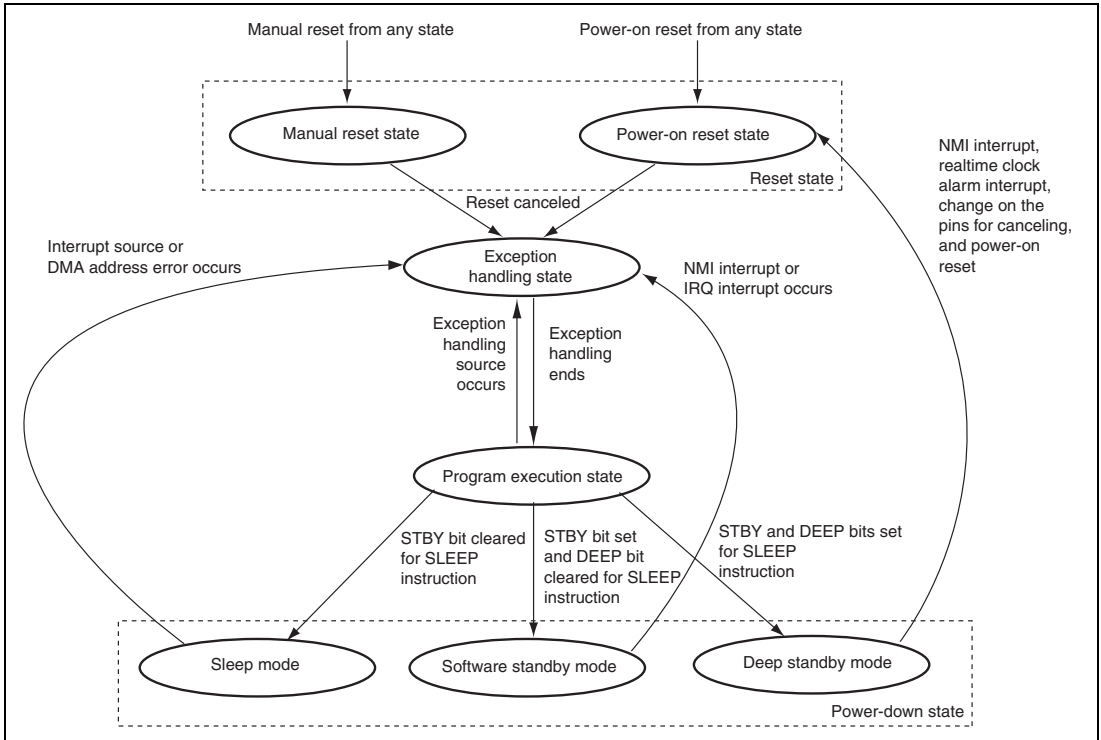 Manual reset from any state
Power-on reset from any state
Manual reset state
Power-on reset state
Reset state
NMI interrupt,
realtime clock
alarm interrupt,
change on the
pins for canceling,
and power-on
reset
Reset canceled
Interrupt source or
DMA address error occurs
Exception
handling state
NMI interrupt or
IRQ interrupt occurs
Exception
handling
source
occurs
Exception
handling
ends
Program execution state
STBY bit cleared
for SLEEP
instruction
STBY bit set
and DEEP bit
cleared for SLEEP
instruction
STBY and DEEP bits set
for SLEEP
instruction
Sleep mode
Software standby mode
Deep standby mode
Power-down state